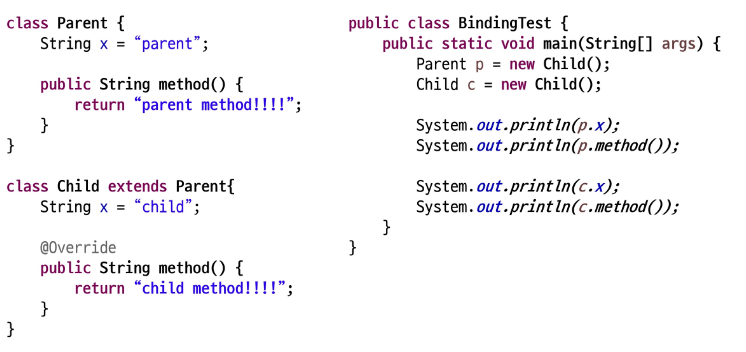 class Parent {
String x = “parent”;
public String method() {
return “parent method!!!!”;
}
}
class Child extends Parent{
String x = “child”;
@Override
public String method() {
return “child method!!!!”;
}
}
public class BindingTest {
public static void main(String[] args) {
Parent p = new Child();
Child c = new Child();
System.out.println(p.x);
System.out.println(p.method());
System.out.println(c.x);
System.out.println(c.method());
}
}